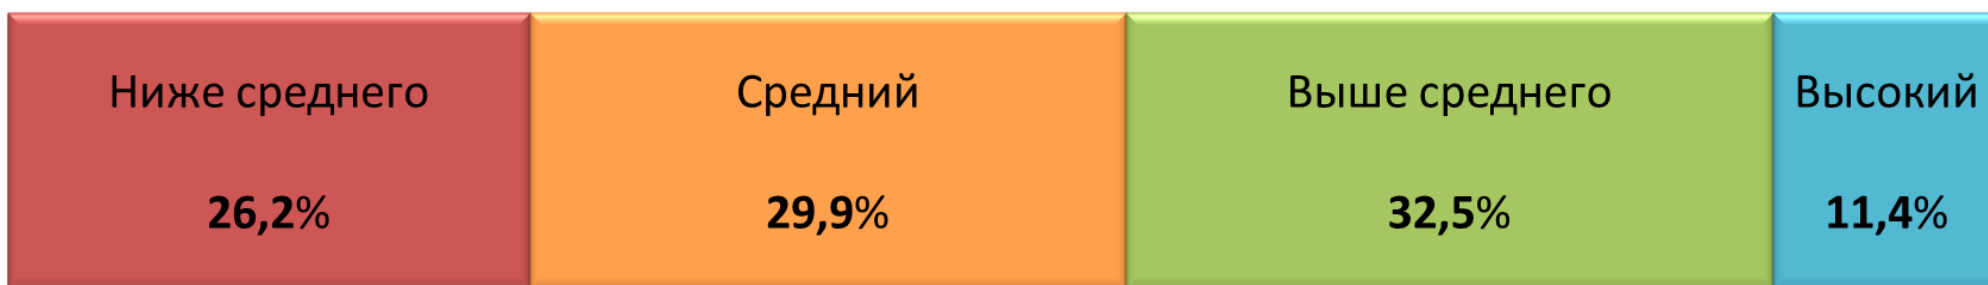 Ниже среднего
26,2%
Средний
29,9%
Выше среднего
32,5%
Высокий
11,4%